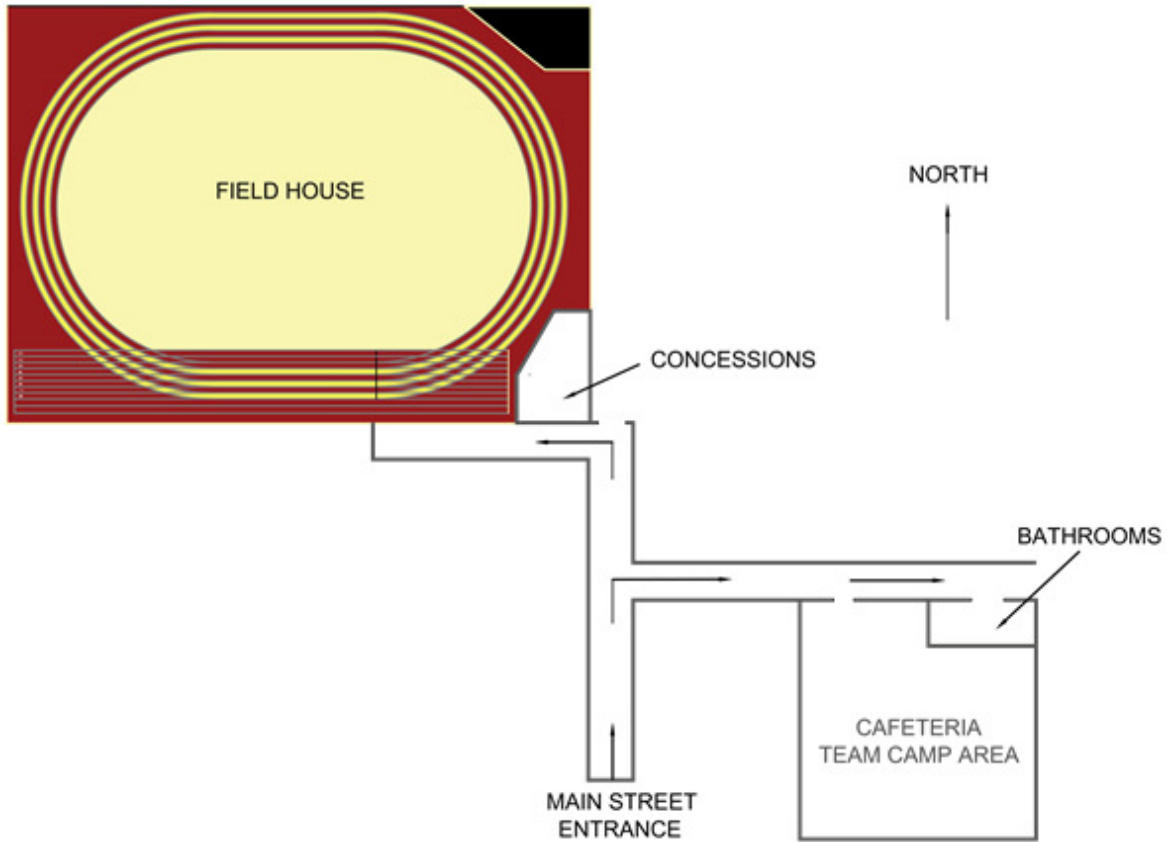 FIELD HOUSE
NORTH
CONCESSIONS
BATHROOMS
CAFETERIA
TEAM CAMP AREA
MAIN STREET
ENTRANCE